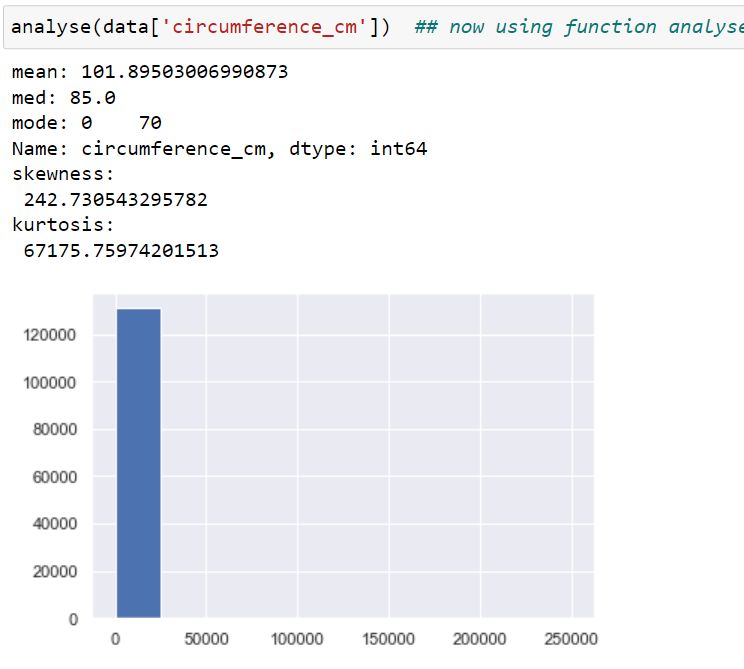 analyse(data['circumference_cm'])  ## now using function analyse
mean: 101.89503006990873
med: 85.0
mode: 0    70
Name: circumference_cm, dtype: int64
skewness:
 242.730543295782
kurtosis:
 67175.75974201513
120000
100000
80000
60000
40000
20000
0
0 50000 100000 150000 200000 250000